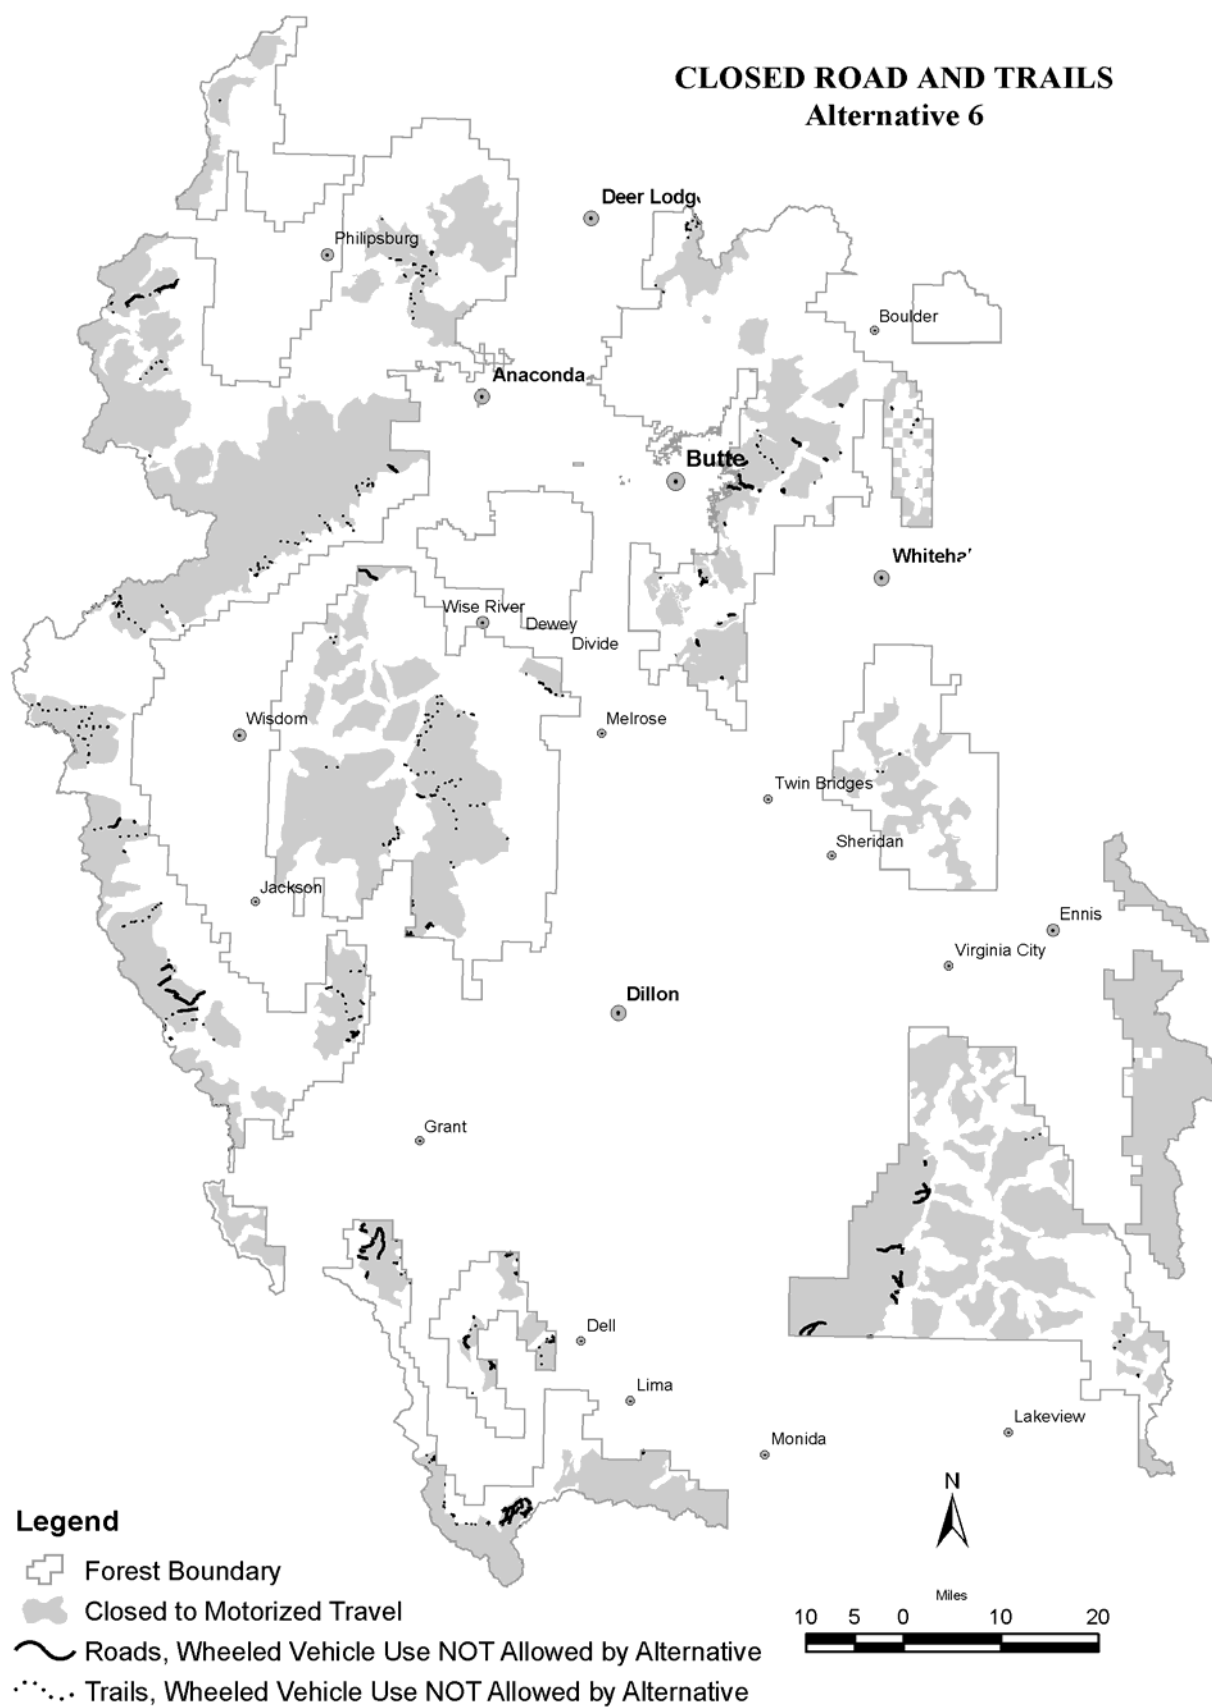 CLOSED ROAD AND TRAILS
Alternative 6
Deer Lodg
Philipsburg
Boulder
Anaconda
Butte
Whiteha
Wise River
Dewey
Divide
Wisdom
Melrose
Twin Bridges
Sheridan
Jackson
Ennis
Virginia City
Dillon
Grant
Dell
Lima
Lakeview
Monida
N
Legend
Forest Boundary
Closed to Motorized Travel
Roads, Wheeled Vehicle Use NOT Allowed by Alternative
Trails, Wheeled Vehicle Use NOT Allowed by Alternative
Miles
10 5 0 10 20